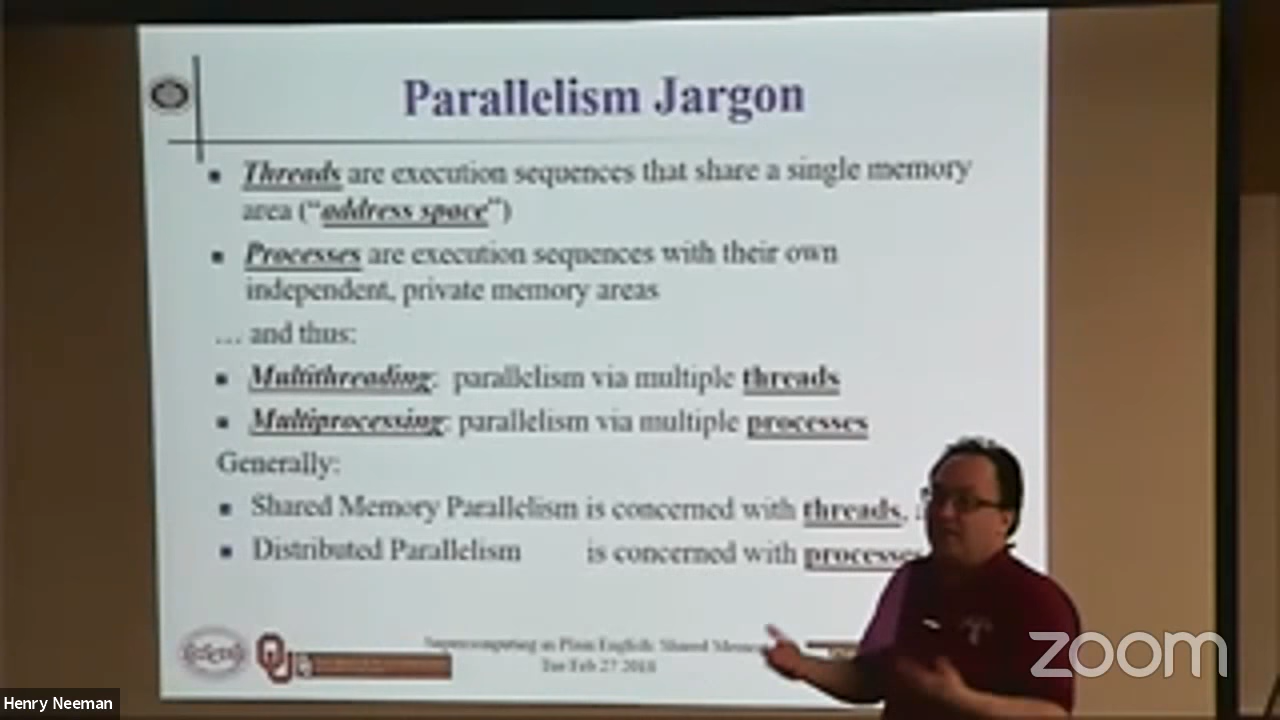 Parallelism Jargon
▪ Threads are execution sequences that share a single memory
area (“address space”)
▪ Processes are execution sequences with their own
independent, private memory areas
… and thus:
▪ Multithreading: parallelism via multiple threads
▪ Multiprocessing: parallelism via multiple processes
Generally:
▪ Shared Memory Parallelism is concerned with threads,
▪ Distributed Parallelism is concerned with processes
Supercomputing in Plain English: Shared Memo
Tue Feb 27 2018
zoom
Henry Neeman